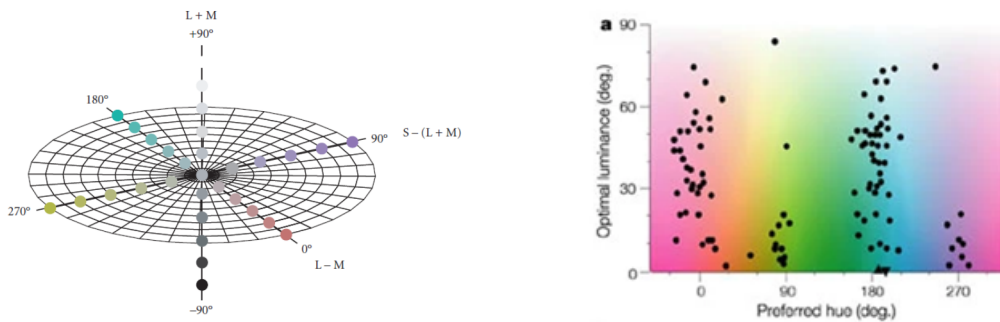 L + M
+90°
180°
90°
S – (L + M)
270°
0°
L – M
–90°
a
90
60
30
0
Optimal luminance (deg.)
0
90
180
270
Preferred hue (deg.)